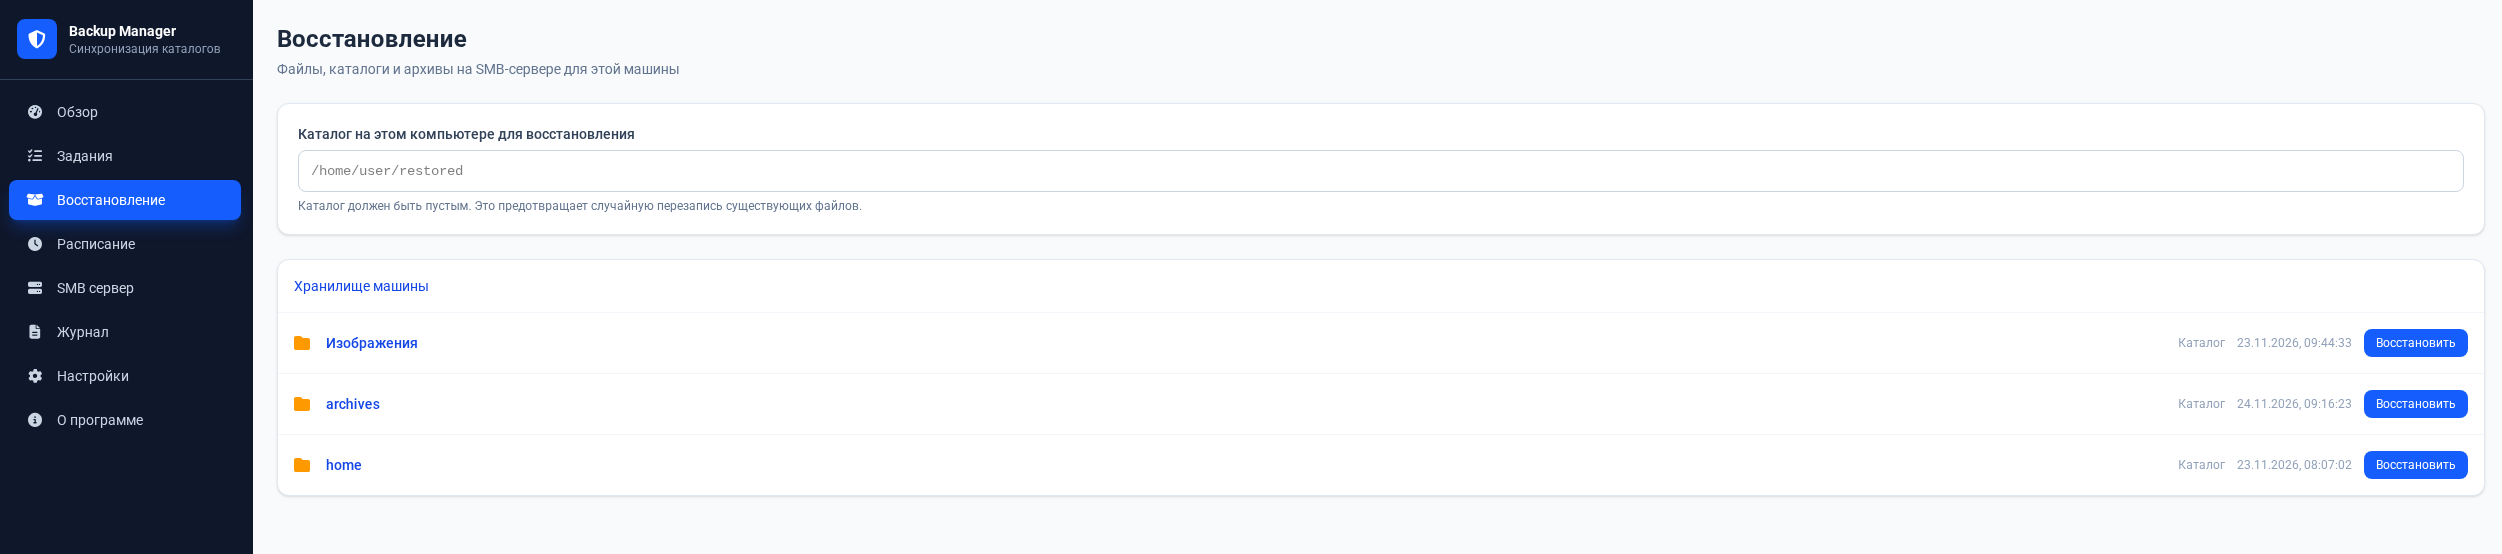 Backup Manager
Синхронизация каталогов
Обзор
Задания
Восстановление
Расписание
SMB сервер
Журнал
Настройки
О программе
Восстановление
Файлы, каталоги и архивы на SMB-сервере для этой машины
Каталог на этом компьютере для восстановления
/home/user/restored
Каталог должен быть пустым. Это предотвращает случайную перезапись существующих файлов.
Хранилище машины
Изображения Каталог 23.11.2026, 09:44:33 Восстановить
archives Каталог 24.11.2026, 09:16:23 Восстановить
home Каталог 23.11.2026, 08:07:02 Восстановить